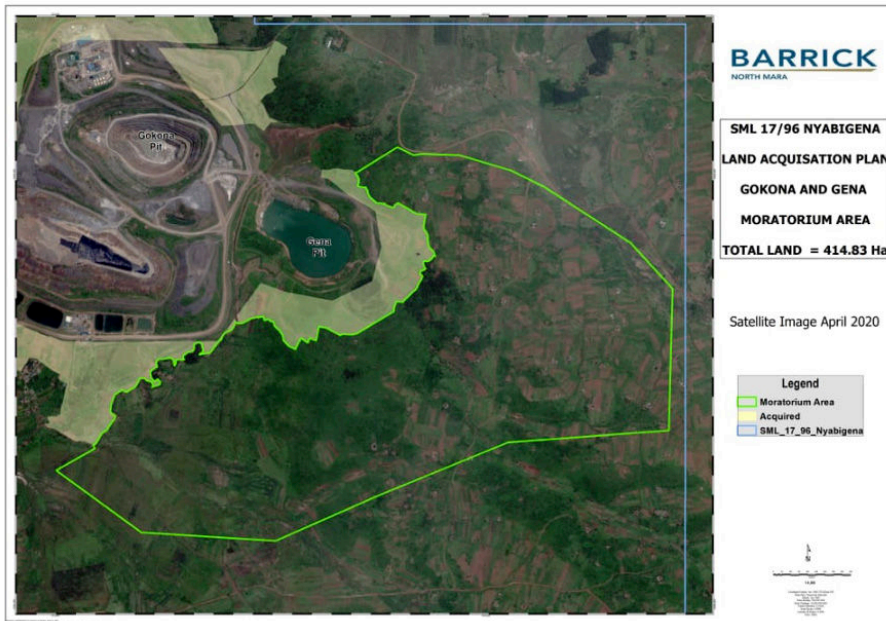 Gokona
Pit
Gena
Pit
BARRICK
NORTH MARA
SML 17/96 NYABIGENA
LAND ACQUISATION PLAN
GOKONA AND GENA
MORATORIUM AREA
TOTAL LAND = 414.83 Ha
Satellite Image April 2020
Legend
Moratorium Area
Acquired
SML_17_96_Nyabigena